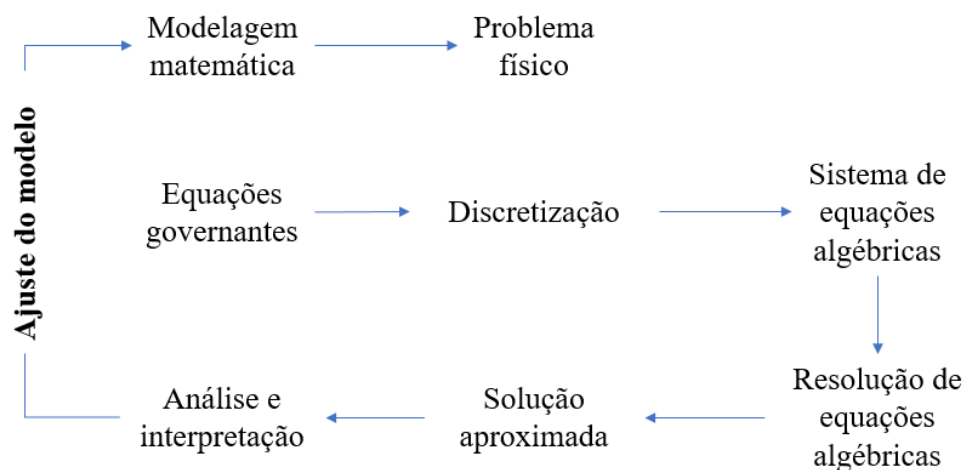 Modelagem
matemática
Problema
físico
Ajuste do modelo
Equações
governantes
Discretização
Sistema de
equações
algébricas
Análise e
interpretação
Solução
aproximada
Resolução de
equações
algébricas